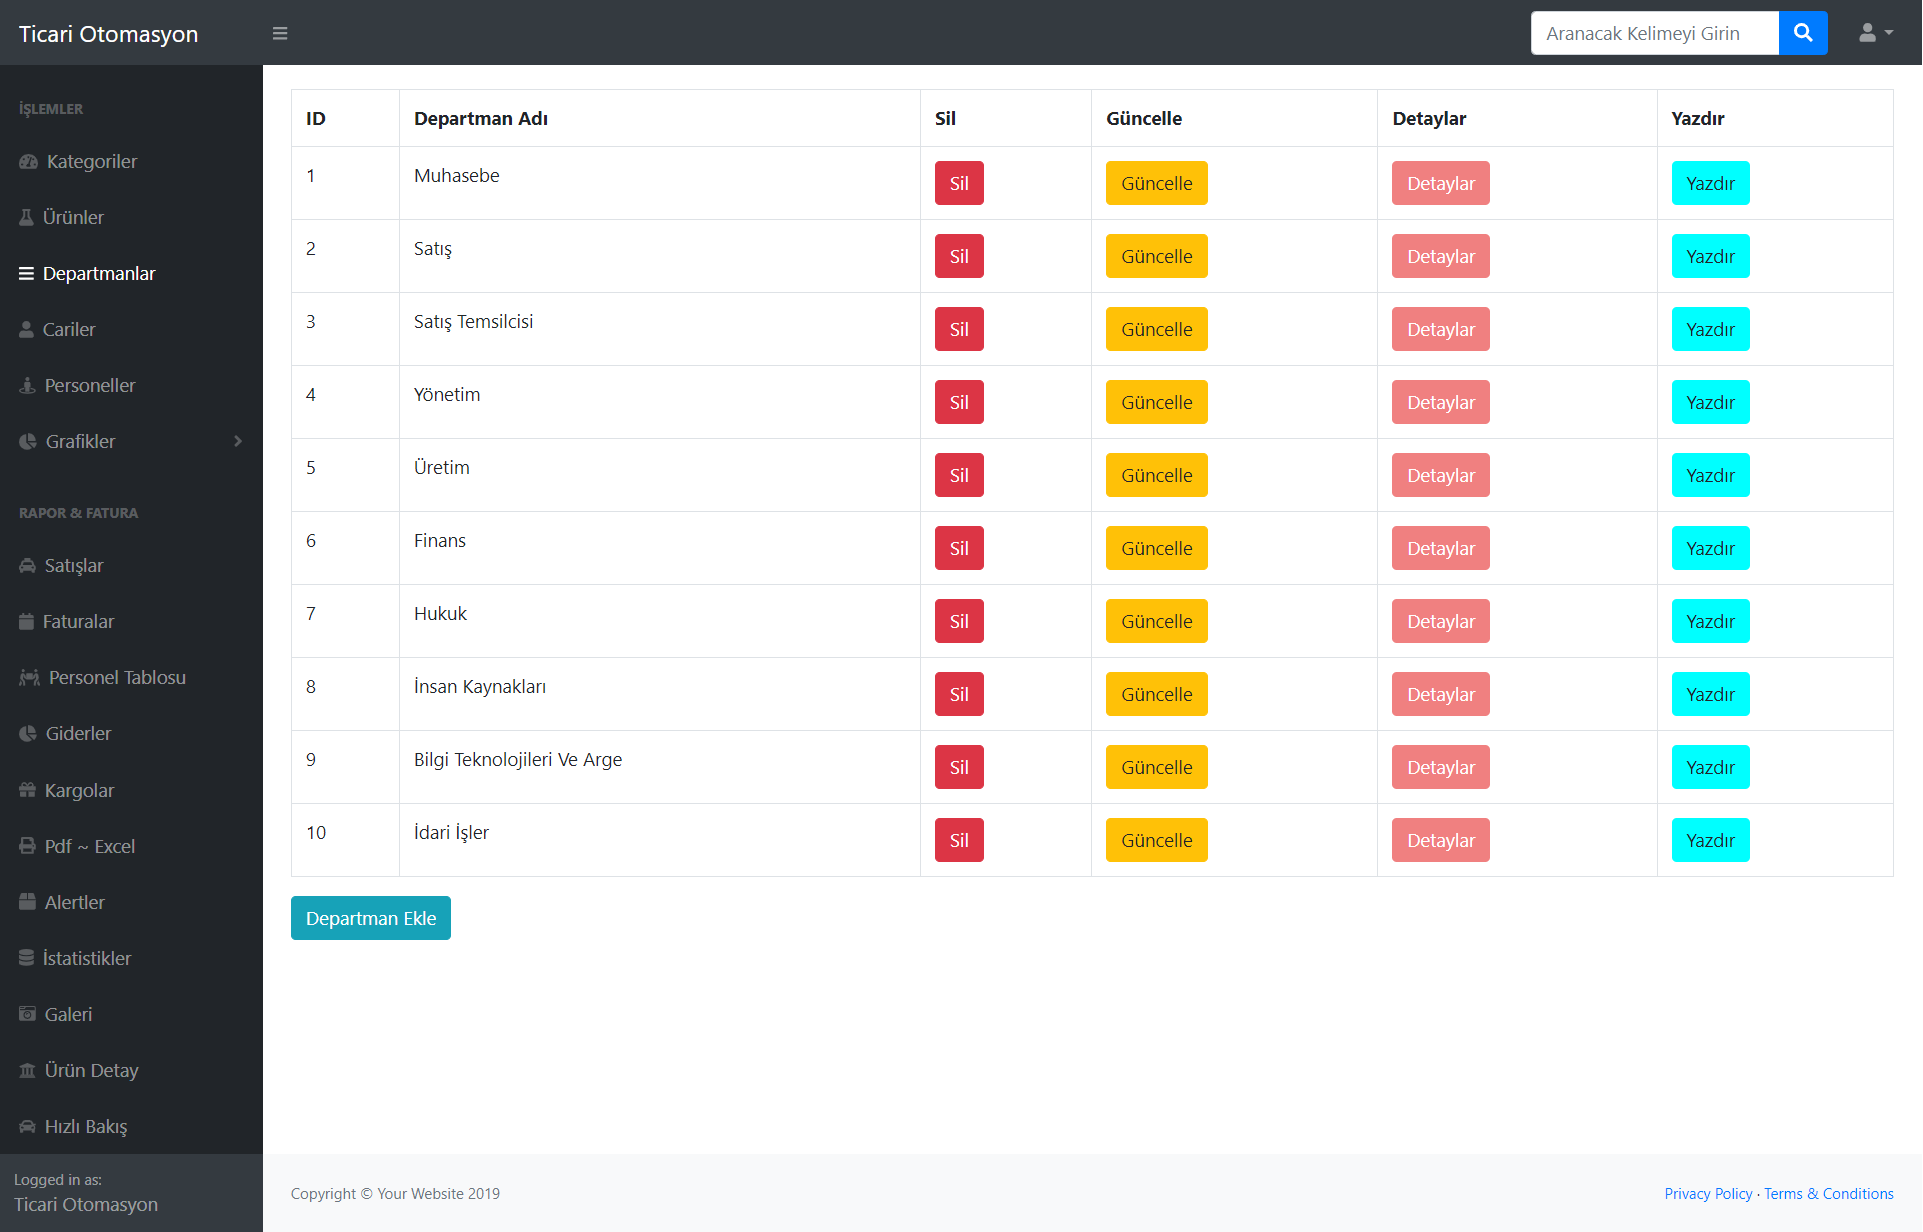 Ticari Otomasyon
Aranacak Kelimeyi Girin
İŞLEMLER
Kategoriler
Ürünler
Departmanlar
Cariler
Personeller
Grafikler
RAPOR & FATURA
Satışlar
Faturalar
Personel Tablosu
Giderler
Kargolar
Pdf ~ Excel
Alertler
İstatistikler
Galeri
Ürün Detay
Hızlı Bakış
Logged in as:
Ticari Otomasyon
ID Departman Adı Sil Güncelle Detaylar Yazdır
1 Muhasebe Sil Güncelle Detaylar Yazdır
2 Satış Sil Güncelle Detaylar Yazdır
3 Satış Temsilcisi Sil Güncelle Detaylar Yazdır
4 Yönetim Sil Güncelle Detaylar Yazdır
5 Üretim Sil Güncelle Detaylar Yazdır
6 Finans Sil Güncelle Detaylar Yazdır
7 Hukuk Sil Güncelle Detaylar Yazdır
8 İnsan Kaynakları Sil Güncelle Detaylar Yazdır
9 Bilgi Teknolojileri Ve Arge Sil Güncelle Detaylar Yazdır
10 İdari İşler Sil Güncelle Detaylar Yazdır
Departman Ekle
Copyright © Your Website 2019
Privacy Policy · Terms & Conditions